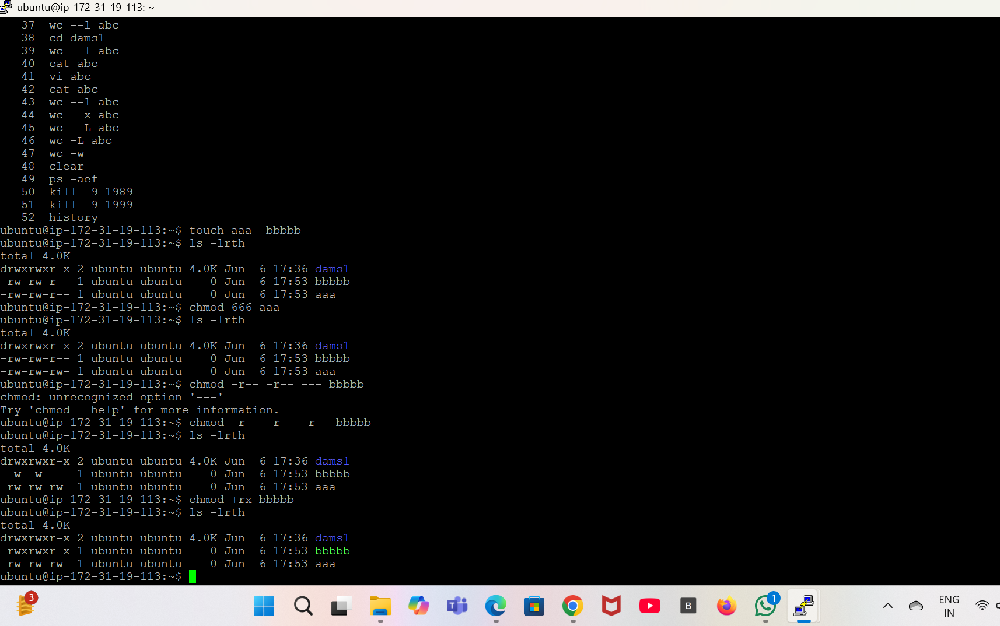 ubuntu@ip-172-31-19-113: ~
37 wc --l abc
38 cd dams1
39 wc --l abc
40 cat abc
41 vi abc
42 cat abc
43 wc --l abc
44 wc --x abc
45 wc --L abc
46 wc -L abc
47 wc -w
48 clear
49 ps -aef
50 kill -9 1989
51 kill -9 1999
52 history
ubuntu@ip-172-31-19-113:~$ touch aaa  bbbbb
ubuntu@ip-172-31-19-113:~$ ls -lrth
total 4.0K
drwxrwxr-x 2 ubuntu ubuntu 4.0K Jun  6 17:36 dams1
-rw-rw-r-- 1 ubuntu ubuntu    0 Jun  6 17:53 bbbbb
-rw-rw-r-- 1 ubuntu ubuntu    0 Jun  6 17:53 aaa
ubuntu@ip-172-31-19-113:~$ chmod 666 aaa
ubuntu@ip-172-31-19-113:~$ ls -lrth
total 4.0K
drwxrwxr-x 2 ubuntu ubuntu 4.0K Jun  6 17:36 dams1
-rw-rw-r-- 1 ubuntu ubuntu    0 Jun  6 17:53 bbbbb
-rw-rw-rw- 1 ubuntu ubuntu    0 Jun  6 17:53 aaa
ubuntu@ip-172-31-19-113:~$ chmod -r-- -r-- --- bbbbb
chmod: unrecognized option '---'
Try 'chmod --help' for more information.
ubuntu@ip-172-31-19-113:~$ chmod -r-- -r-- -r-- bbbbb
ubuntu@ip-172-31-19-113:~$ ls -lrth
total 4.0K
drwxrwxr-x 2 ubuntu ubuntu 4.0K Jun  6 17:36 dams1
--w--w---- 1 ubuntu ubuntu    0 Jun  6 17:53 bbbbb
-rw-rw-rw- 1 ubuntu ubuntu    0 Jun  6 17:53 aaa
ubuntu@ip-172-31-19-113:~$ chmod +rx bbbbb
ubuntu@ip-172-31-19-113:~$ ls -lrth
total 4.0K
drwxrwxr-x 2 ubuntu ubuntu 4.0K Jun  6 17:36 dams1
-rwxrwxr-x 1 ubuntu ubuntu    0 Jun  6 17:53 bbbbb
-rw-rw-rw- 1 ubuntu ubuntu    0 Jun  6 17:53 aaa
ubuntu@ip-172-31-19-113:~$
3
B
1
ENG
IN